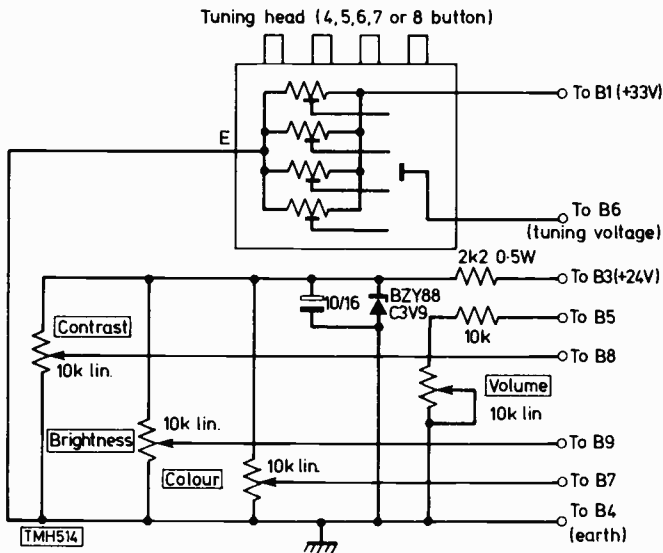 Tuning head (4,5,6,7 or 8 button)
To B1 (+33V)
E
To B6
(tuning voltage)
2k2 0·5W
To B3(+24V)
10/16
BZY88
C3V9
To B5
10k
Contrast
To B8
10k lin.
Volume
10k lin
10k lin.
Brightness
To B9
Colour
10k lin.
To B7
To B4
(earth)
TMH514